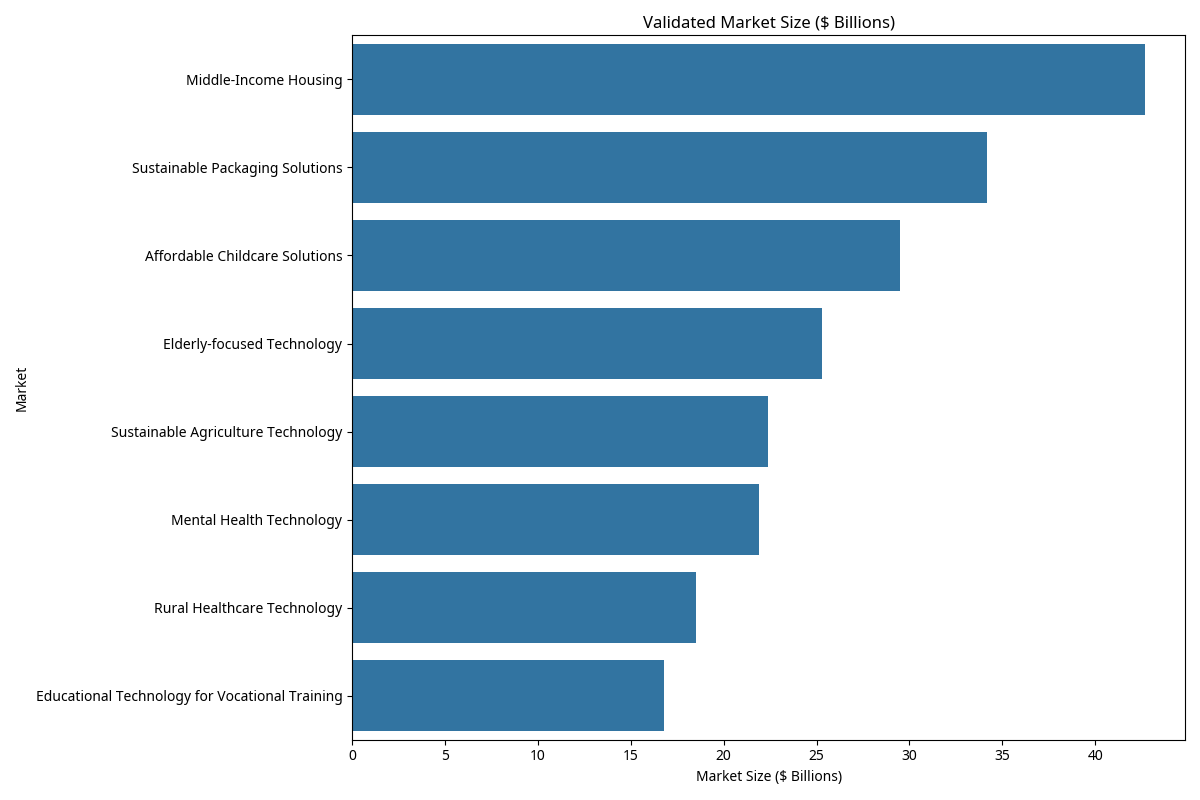 Validated Market Size ($ Billions)
Middle-Income Housing
Sustainable Packaging Solutions
Affordable Childcare Solutions
Elderly-focused Technology
Sustainable Agriculture Technology
Mental Health Technology
Rural Healthcare Technology
Educational Technology for Vocational Training
Market
0 5 10 15 20 25 30 35 40
Market Size ($ Billions)